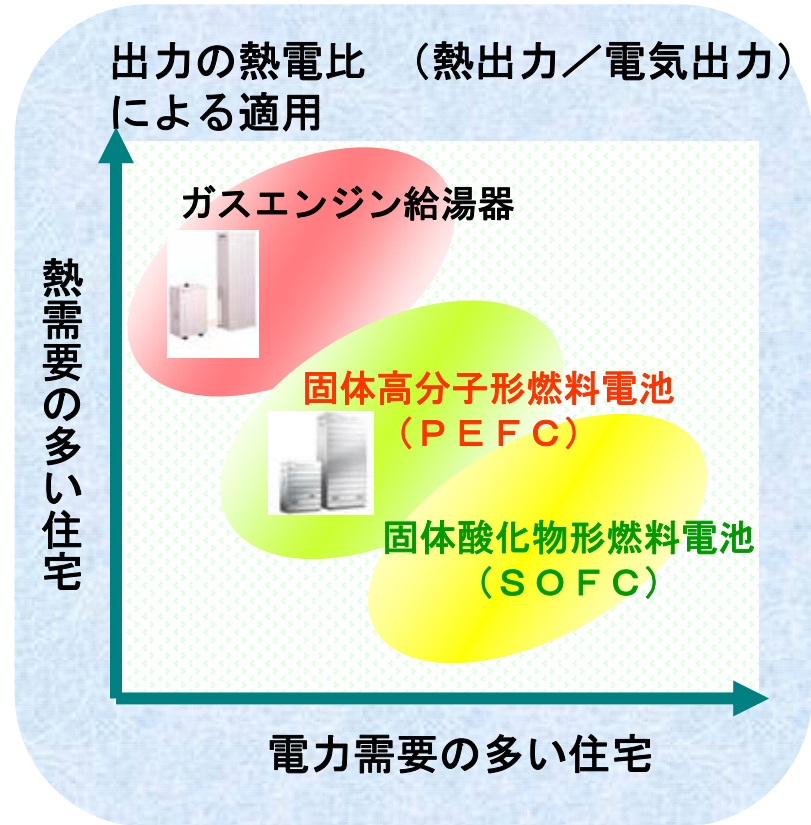 出力の熱電比 （熱出力／電気出力）
による適用
ガスエンジン給湯器
熱需要の多い住宅
固体高分子形燃料電池
（ＰＥＦＣ）
固体酸化物形燃料電池
（ＳＯＦＣ）
電力需要の多い住宅